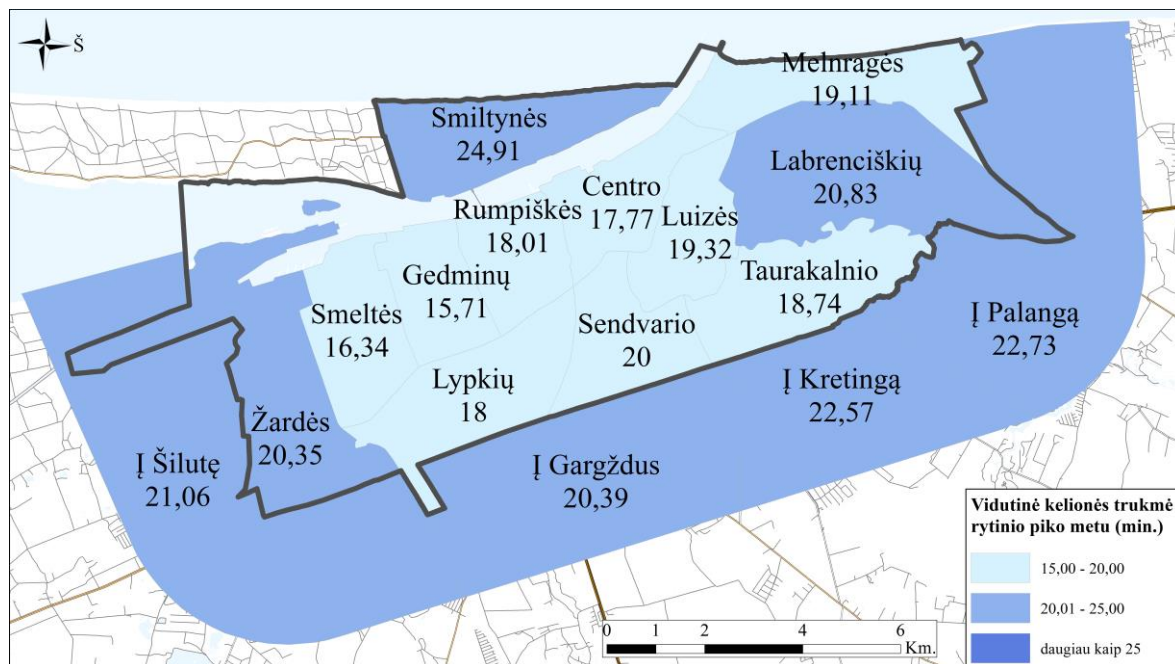 Š
Melnragės
19,11
Smiltynės
24,91
Labrenciškių
20,83
Centro
17,77
Rumpiškės
18,01
Luizės
19,32
Gedminų
15,71
Taurakalnio
18,74
Smeltės
16,34
Sendvario
20
Į Palangą
22,73
Lypkių
18
Į Kretingą
22,57
Žardės
20,35
Į Šilutę
21,06
Į Gargždus
20,39
Vidutinė kelionės trukmė
rytinio piko metu (min.)
15,00 - 20,00
20,01 - 25,00
daugiau kaip 25
0 1 2 4 6
Km.